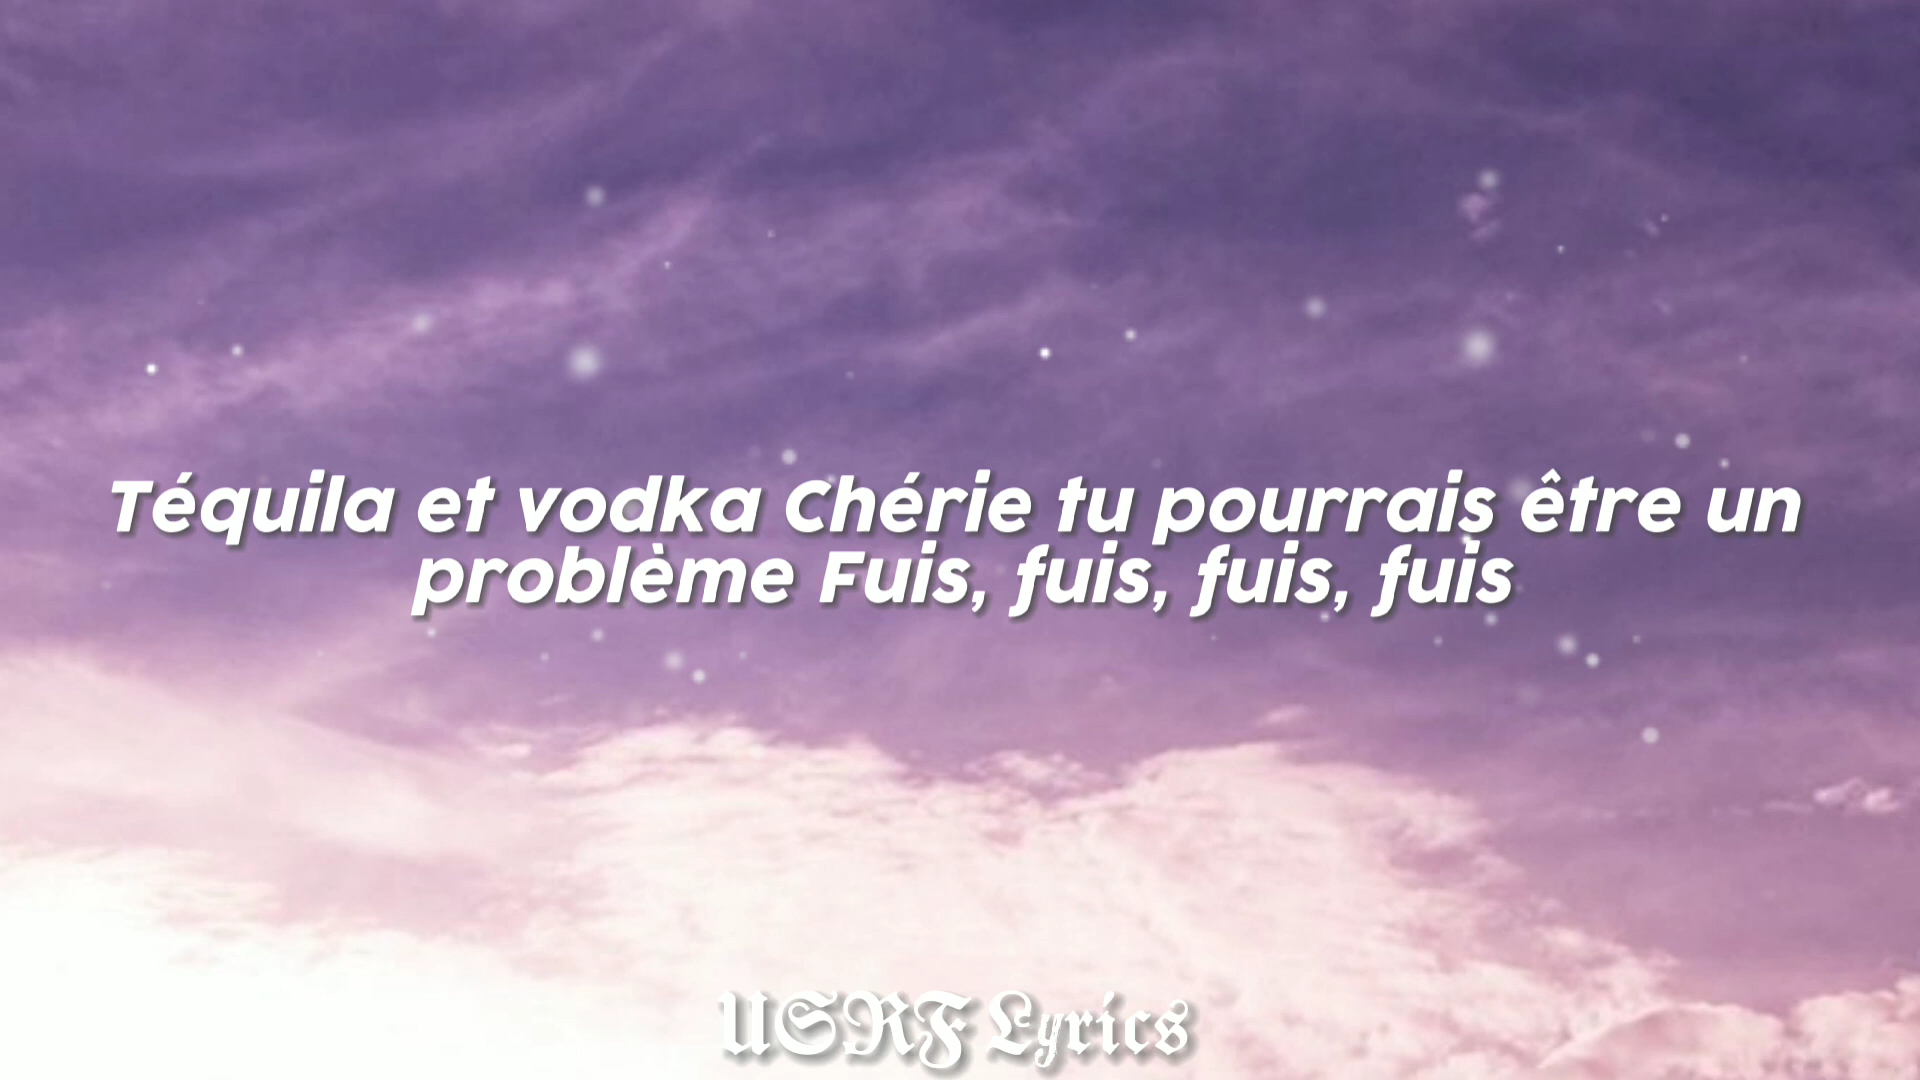 Téquila et vodka Chérie tu pourrais être un
problème Fuis, fuis, fuis, fuis
USRF Lyrics